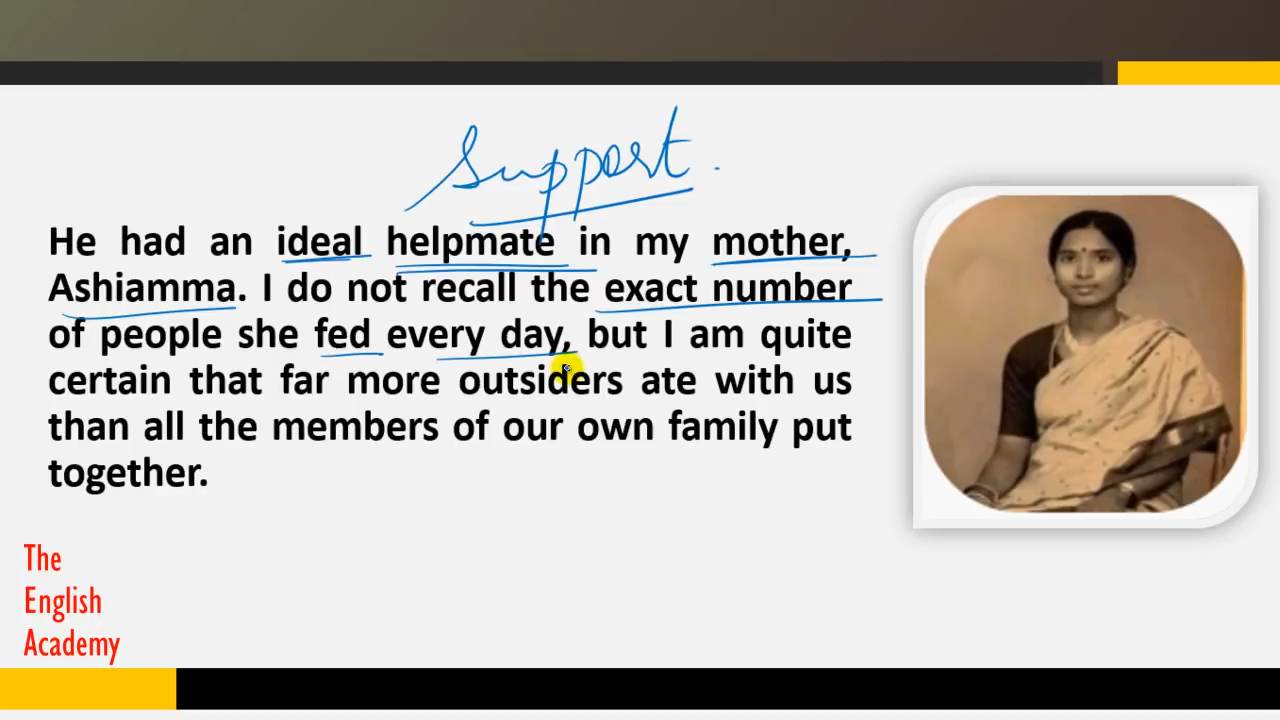 Support.
He had an ideal helpmate in my mother,
Ashiamma. I do not recall the exact number
of people she fed every day, but I am quite
certain that far more outsiders ate with us
than all the members of our own family put
together.
The
English
Academy